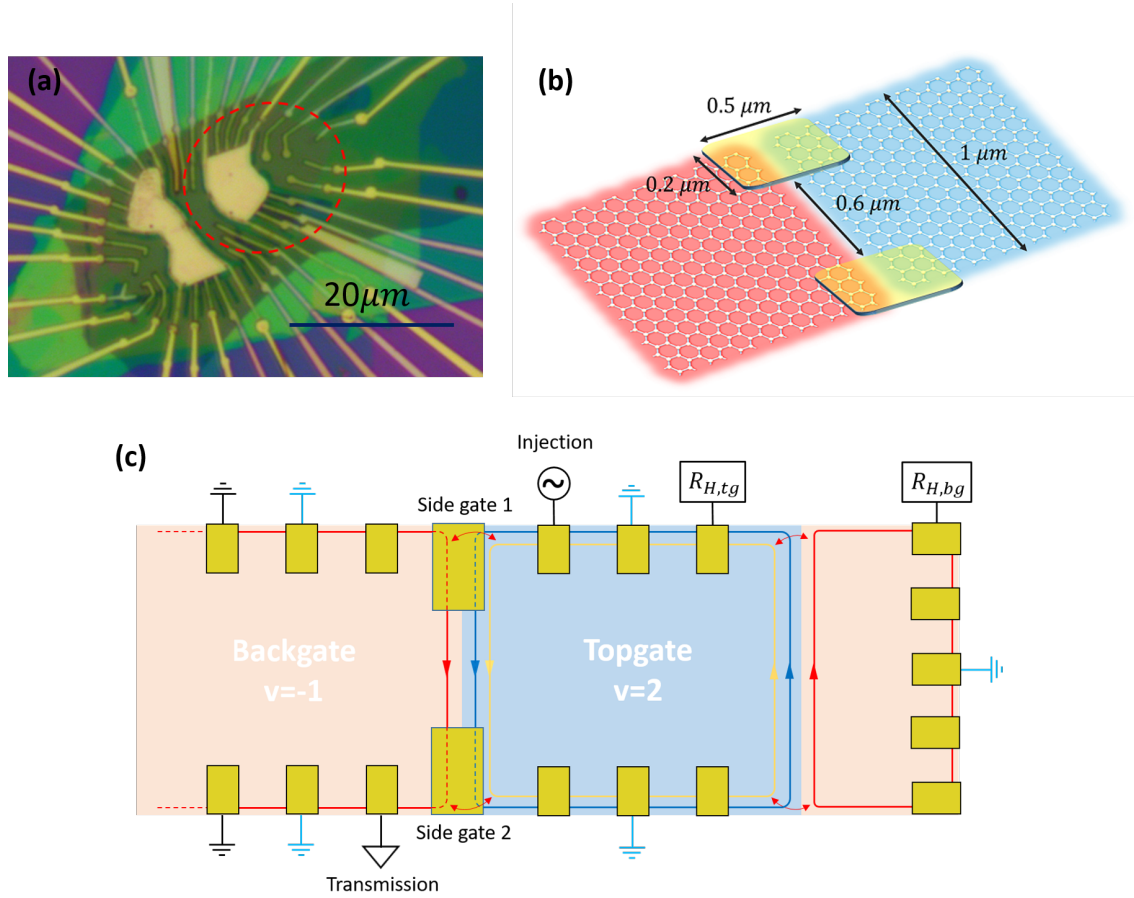 (a)
20μm
(b)
0.5 μm
0.2 μm
0.6 μm
1 μm
(c)
Injection
Side gate 1
R_{H,tg}
R_{H,bg}
Backgate
v=-1
Topgate
v=2
Side gate 2
Transmission